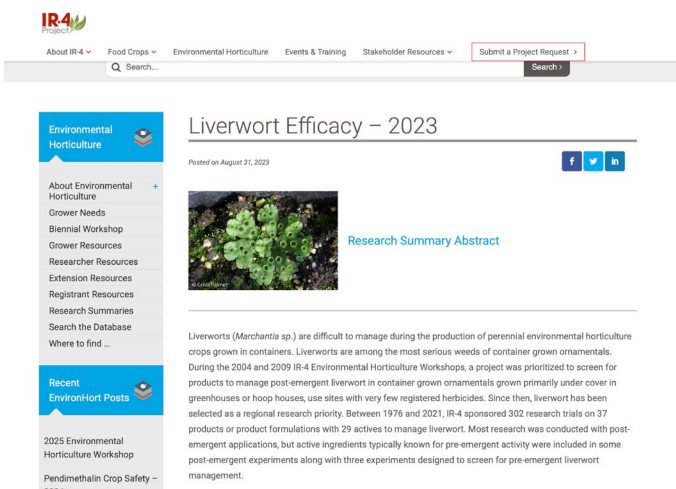 IR-4
Project
About IR-4
Food Crops
Environmental Horticulture
Events & Training
Stakeholder Resources
Submit a Project Request >
Search...
Search >
Environmental
Horticulture
About Environmental +
Horticulture
Grower Needs
Biennial Workshop
Grower Resources
Researcher Resources
Extension Resources
Registrant Resources
Research Summaries
Search the Database
Where to find ...
Recent
EnvironHort Posts
2025 Environmental
Horticulture Workshop
Pendimethalin Crop Safety –
Liverwort Efficacy – 2023
Posted on August 31, 2023
f
in
© Cristi Palmer
Research Summary Abstract
Liverworts (Marchantia sp.) are difficult to manage during the production of perennial environmental horticulture
crops grown in containers. Liverworts are among the most serious weeds of container grown ornamentals.
During the 2004 and 2009 IR-4 Environmental Horticulture Workshops, a project was prioritized to screen for
products to manage post-emergent liverwort in container grown ornamentals grown primarily under cover in
greenhouses or hoop houses, use sites with very few registered herbicides. Since then, liverwort has been
selected as a regional research priority. Between 1976 and 2021, IR-4 sponsored 302 research trials on 37
products or product formulations with 29 actives to manage liverwort. Most research was conducted with post-
emergent applications, but active ingredients typically known for pre-emergent activity were included in some
post-emergent experiments along with three experiments designed to screen for pre-emergent liverwort
management.